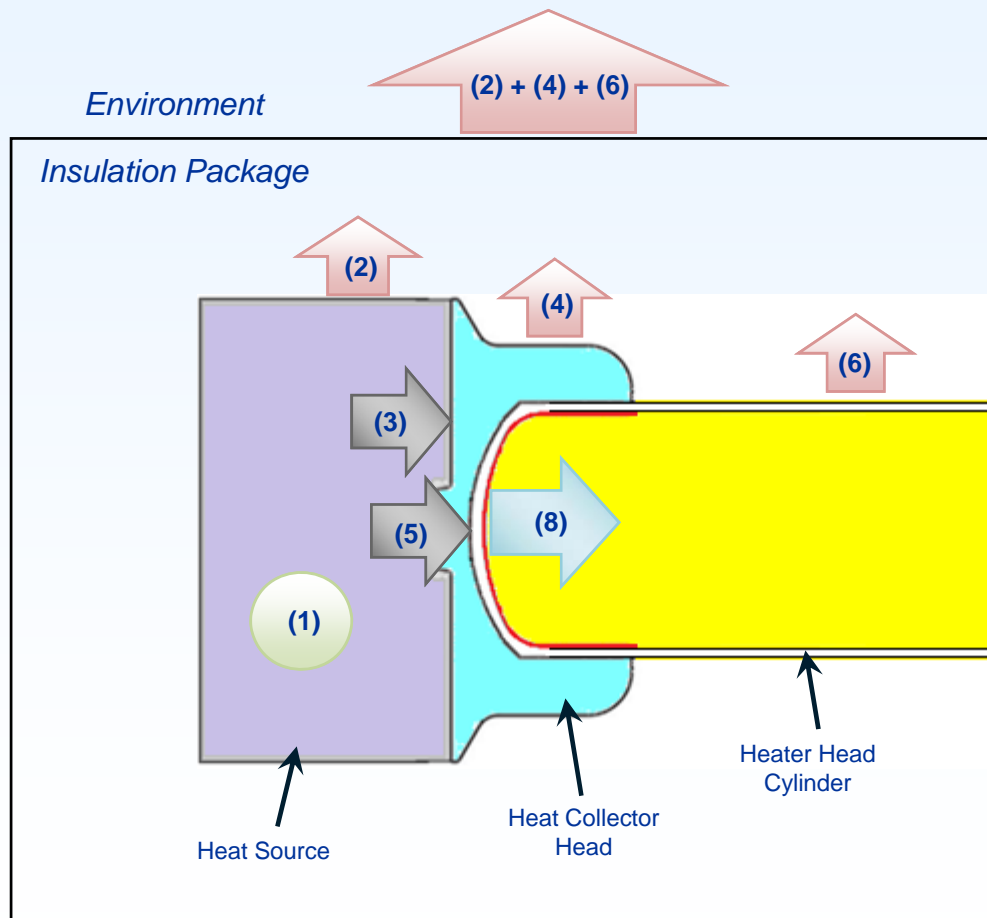 (2) + (4) + (6)
Environment
Insulation Package
(2)
(4)
(6)
(3)
(5)
(8)
(1)
Heater Head
Cylinder
Heat Collector
Head
Heat Source